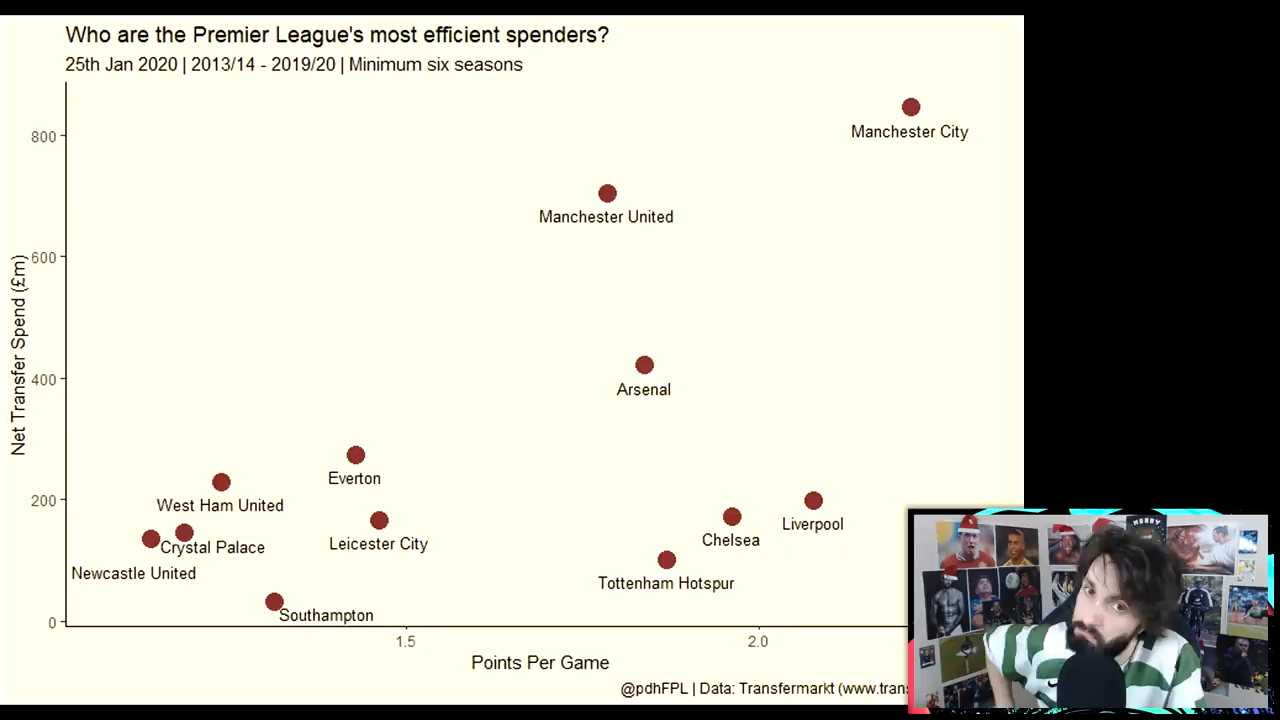 Who are the Premier League's most efficient spenders?
25th Jan 2020 | 2013/14 - 2019/20 | Minimum six seasons
Manchester City
800
Manchester United
600
Net Transfer Spend (£m)
Arsenal
400
Everton
200
West Ham United
Liverpool
Chelsea
Leicester City
Crystal Palace
Newcastle United
Tottenham Hotspur
Southampton
0
1.5
2.0
Points Per Game
@pdhFPL | Data: Transfermarkt (www.trans
MERRY